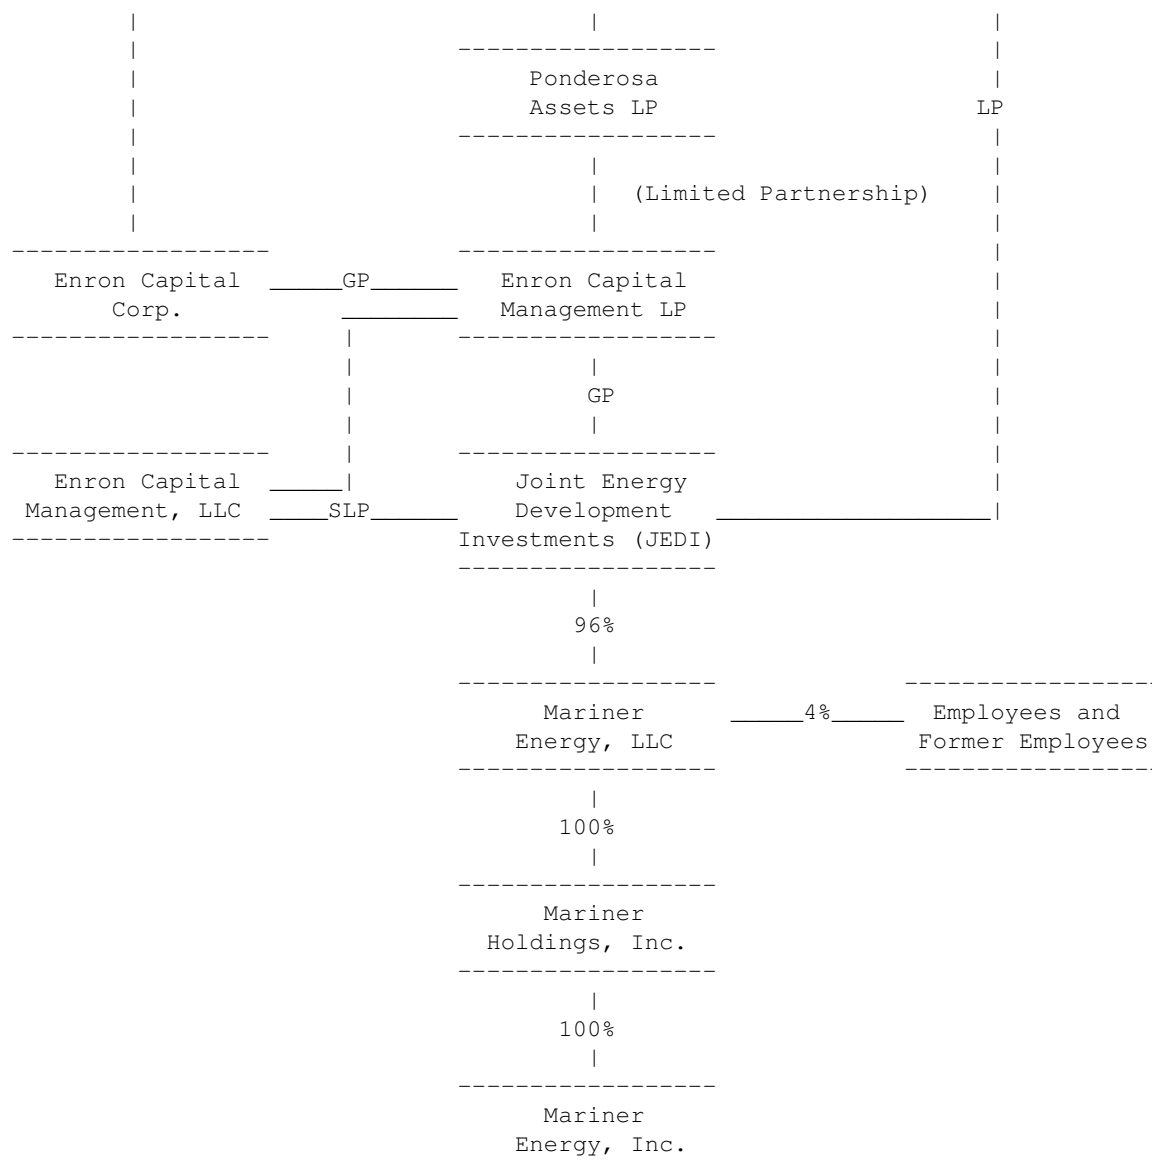 Ponderosa
Assets LP
LP
(Limited Partnership)
Enron Capital GP Enron Capital
Corp. Management LP
GP
Enron Capital Joint Energy
Management, LLC SLP Development
Investments (JEDI)
96%
Mariner 4% Employees and
Energy, LLC Former Employees
100%
Mariner
Holdings, Inc.
100%
Mariner
Energy, Inc.